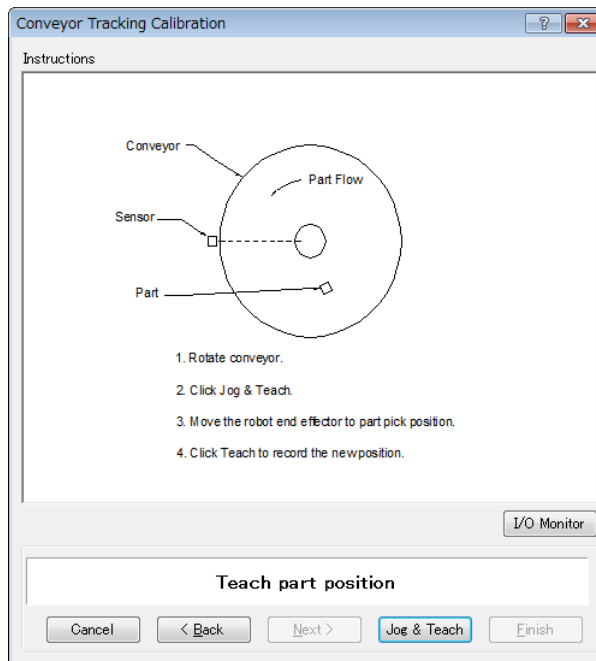 Conveyor Tracking Calibration
?
Instructions
Conveyor
Part Flow
Sensor
Part
1. Rotate conveyor.
2. Click Jog & Teach.
3. Move the robot end effector to part pick position.
4. Click Teach to record the newposition.
I/O Monitor
Teach part position
Cancel
< Back
Next >
Jog & Teach
Finish